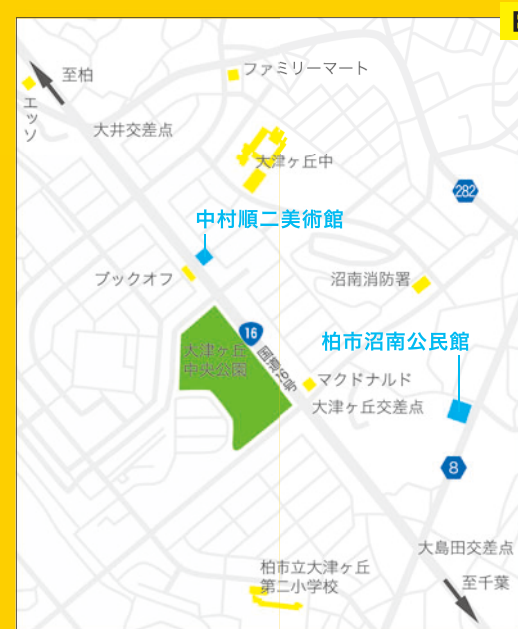 至柏
ファミリーマート
エッソ
大井交差点
大津ヶ丘中
282
中村順二美術館
ブックオフ
沼南消防署
16
国道16号
大津ヶ丘
中央公園
柏市沼南公民館
マクドナルド
大津ヶ丘交差点
8
大島田交差点
柏市立大津ヶ丘
第二小学校
至千葉